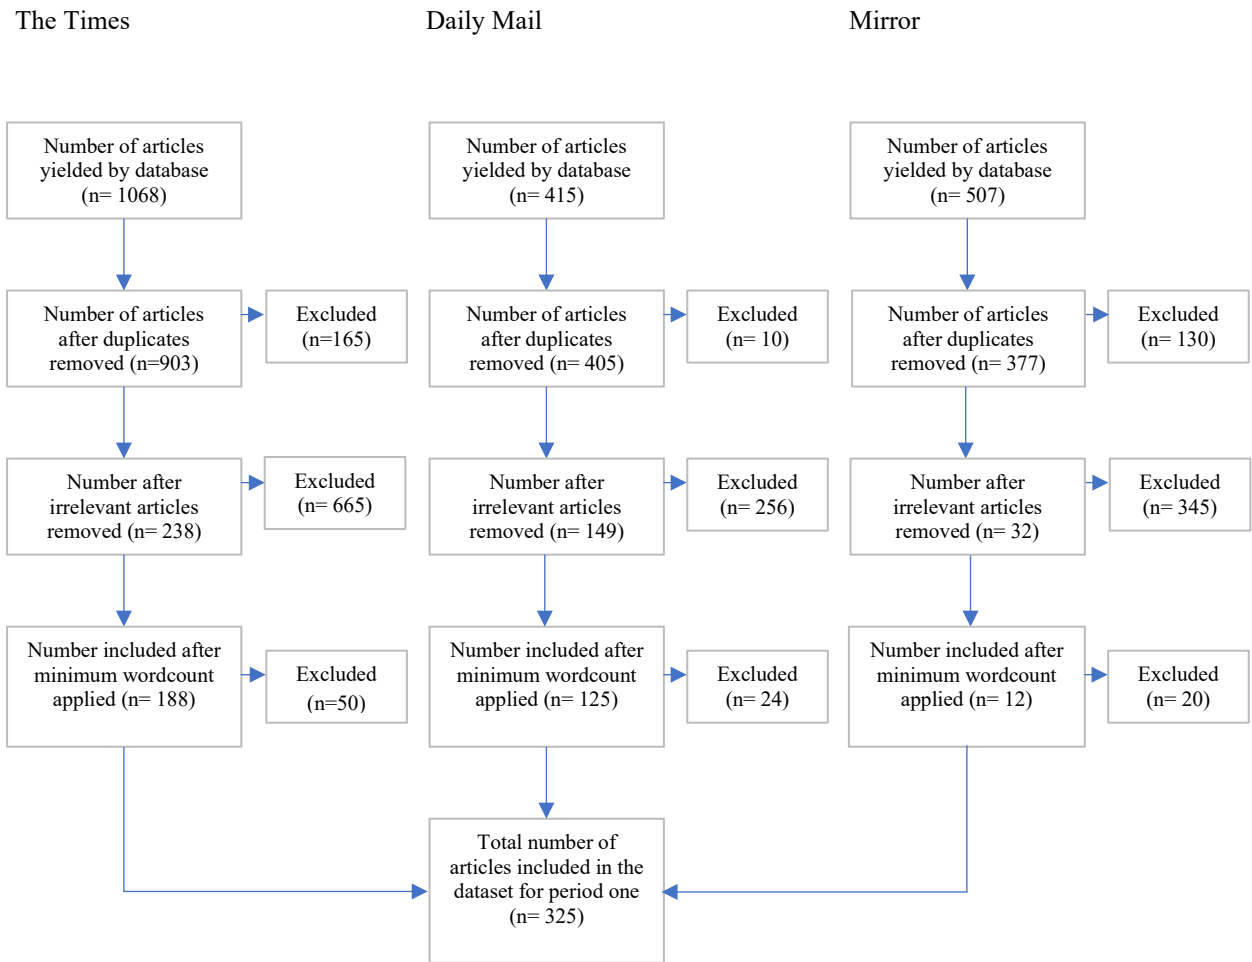 The Times
Daily Mail
Mirror
Number of articles
yielded by database
(n= 1068)
Number of articles
yielded by database
(n= 415)
Number of articles
yielded by database
(n= 507)
Number of articles
after duplicates
removed (n=903)
Excluded
(n=165)
Number of articles
after duplicates
removed (n= 405)
Excluded
(n= 10)
Number of articles
after duplicates
removed (n= 377)
Excluded
(n= 130)
Number after
irrelevant articles
removed (n= 238)
Excluded
(n= 665)
Number after
irrelevant articles
removed (n= 149)
Excluded
(n= 256)
Number after
irrelevant articles
removed (n= 32)
Excluded
(n= 345)
Number included after
minimum wordcount
applied (n= 188)
Excluded
(n=50)
Number included after
minimum wordcount
applied (n= 125)
Excluded
(n= 24)
Number included after
minimum wordcount
applied (n= 12)
Excluded
(n= 20)
Total number of
articles included in the
dataset for period one
(n= 325)